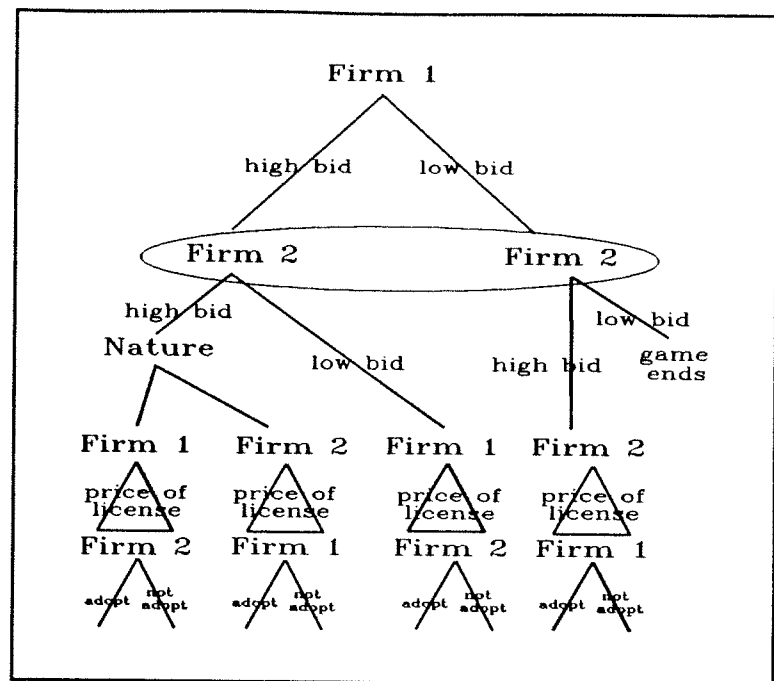 Firm 1
high bid low bid
Firm 2 Firm 2
high bid low bid
Nature low bid high bid game
ends
Firm 1 Firm 2 Firm 1 Firm 2
price of price of price of price of
license license license license
Firm 2 Firm 1 Firm 2 Firm 1
adopt not adopt adopt not adopt adopt not adopt adopt not adopt